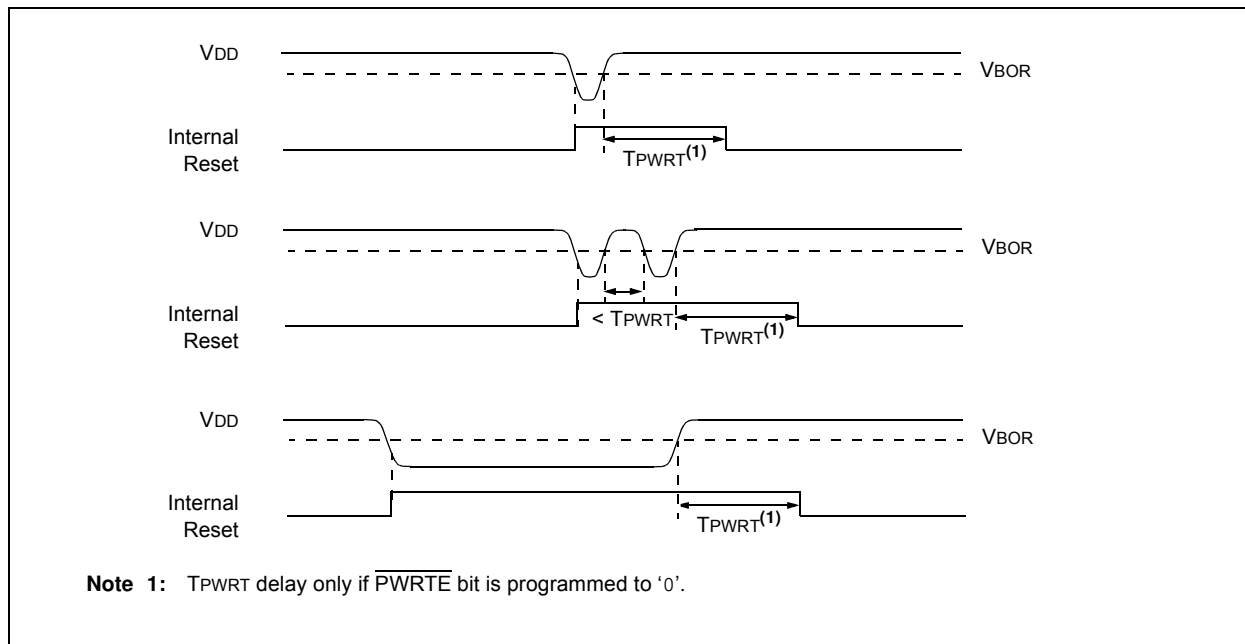 VDD
VBOR
Internal
Reset
TPWRT(1)
VDD
VBOR
Internal
Reset
< TPWRT
TPWRT(1)
VDD
VBOR
Internal
Reset
TPWRT(1)
Note 1: TPWRT delay only if PWRTE bit is programmed to ‘0’.